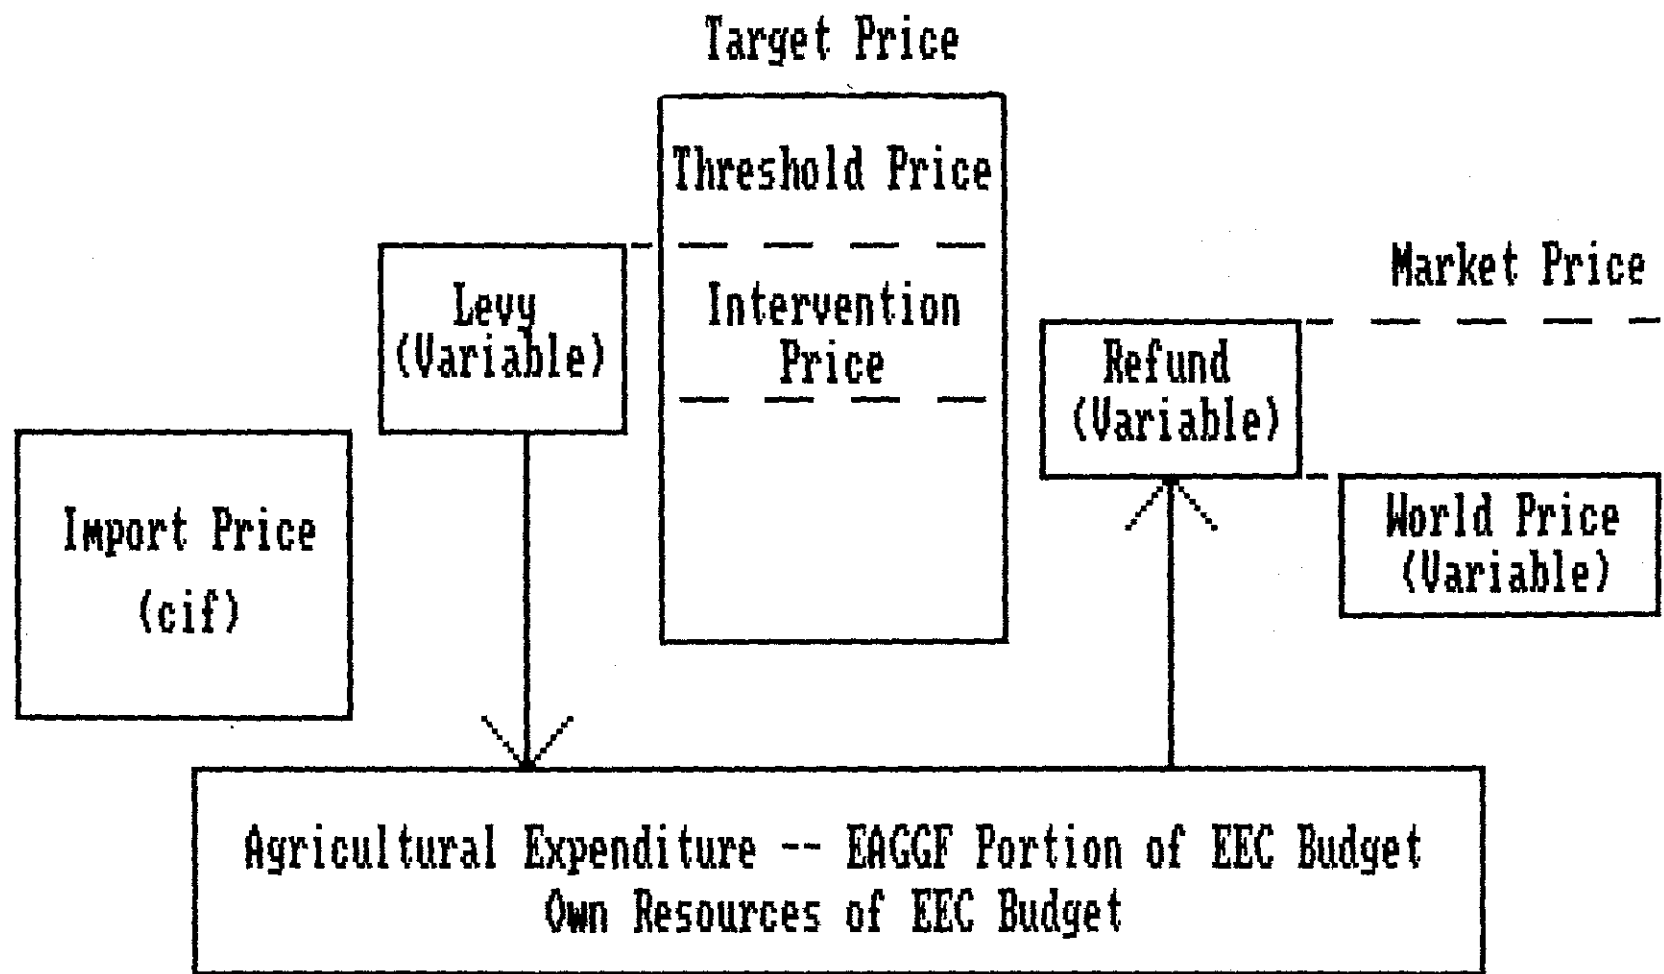 Target Price
Threshold Price
Levy
(Variable)
Intervention
Price
Market Price
Refund
(Variable)
Import Price
(cif)
World Price
(Variable)
Agricultural Expenditure -- EAGGF Portion of EEC Budget
Own Resources of EEC Budget